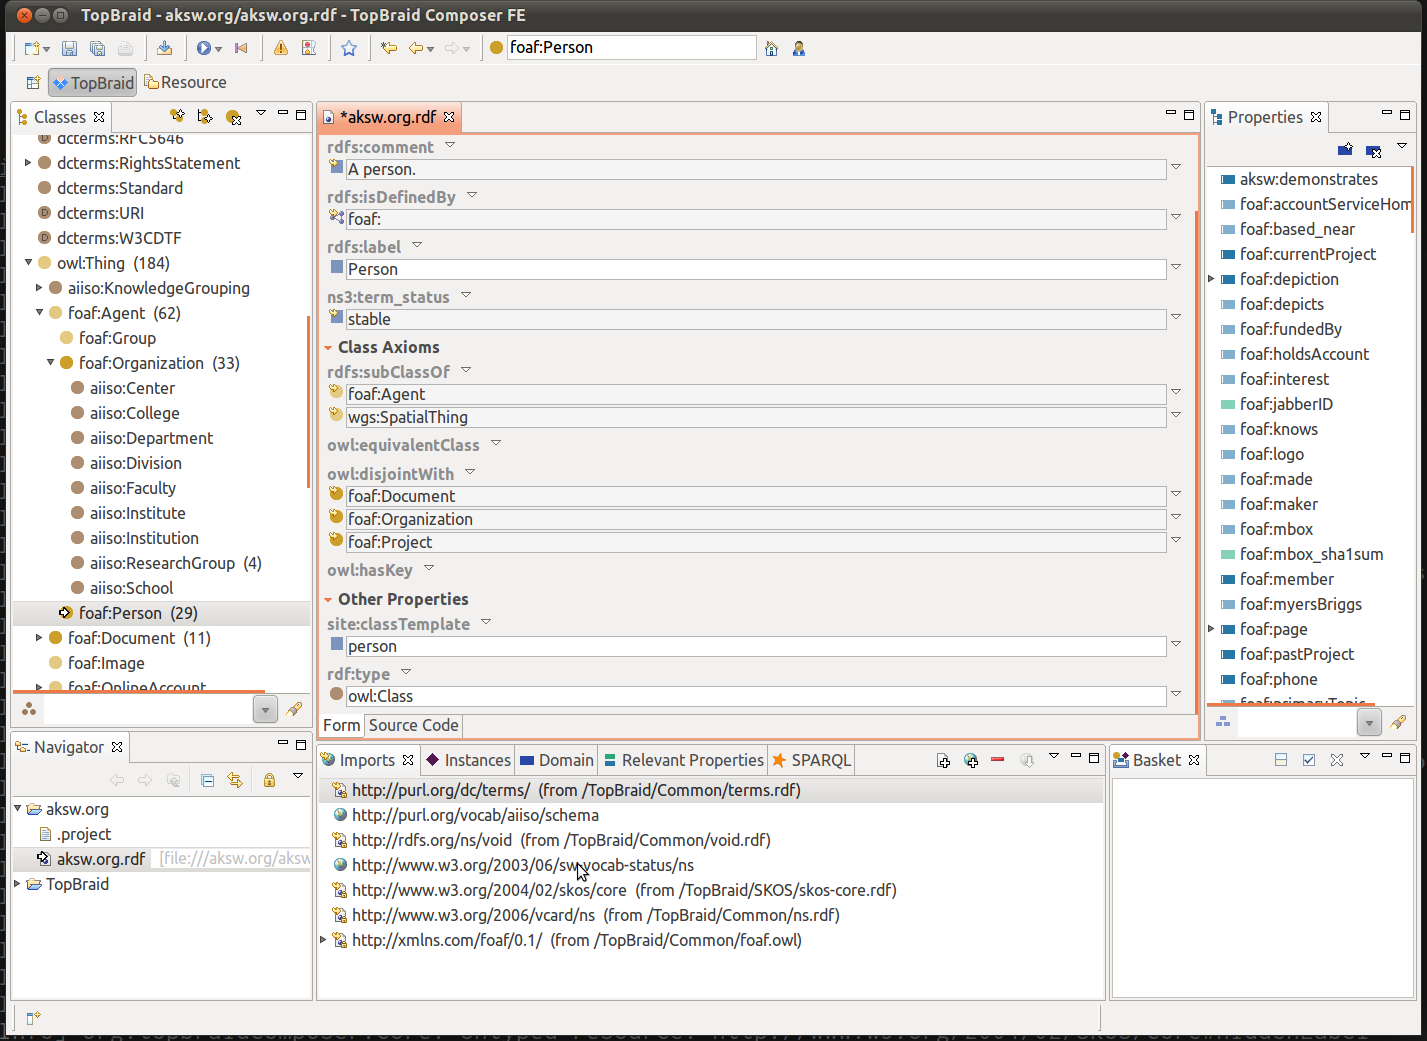 TopBraid - aksw.org/aksw.org.rdf - TopBraid Composer FE
foaf:Person
TopBraid
Resource
Classes
dcterms:RFC5646
dcterms:RightsStatement
dcterms:Standard
dcterms:URI
dcterms:W3CDTF
owl:Thing (184)
aiiso:KnowledgeGrouping
foaf:Agent (62)
foaf:Group
foaf:Organization (33)
aiiso:Center
aiiso:College
aiiso:Department
aiiso:Division
aiiso:Faculty
aiiso:Institute
aiiso:Institution
aiiso:ResearchGroup (4)
aiiso:School
foaf:Person (29)
foaf:Document (11)
foaf:Image
foaf:OnlineAccount
*aksw.org.rdf
rdfs:comment
A person.
rdfs:isDefinedBy
foaf:
rdfs:label
Person
ns3:term_status
stable
Class Axioms
rdfs:subClassOf
foaf:Agent
wgs:SpatialThing
owl:equivalentClass
owl:disjointWith
foaf:Document
foaf:Organization
foaf:Project
owl:hasKey
Other Properties
site:classTemplate
person
rdf:type
owl:Class
Form
Source Code
Properties
aksw:demonstrates
foaf:accountServiceHom
foaf:based_near
foaf:currentProject
foaf:depiction
foaf:depicts
foaf:fundedBy
foaf:holdsAccount
foaf:interest
foaf:jabberID
foaf:knows
foaf:logo
foaf:made
foaf:maker
foaf:mbox
foaf:mbox_sha1sum
foaf:member
foaf:myersBriggs
foaf:page
foaf:pastProject
foaf:phone
foaf:primaryTopic
Navigator
aksw.org
.project
aksw.org.rdf [file:///aksw.org/aksw
TopBraid
Imports
Instances
Domain
Relevant Properties
SPARQL
http://purl.org/dc/terms/ (from /TopBraid/Common/terms.rdf)
http://purl.org/vocab/aiiso/schema
http://rdfs.org/ns/void (from /TopBraid/Common/void.rdf)
http://www.w3.org/2003/06/sw-vocab-status/ns
http://www.w3.org/2004/02/skos/core (from /TopBraid/SKOS/skos-core.rdf)
http://www.w3.org/2006/vcard/ns (from /TopBraid/Common/ns.rdf)
http://xmlns.com/foaf/0.1/ (from /TopBraid/Common/foaf.owl)
Basket